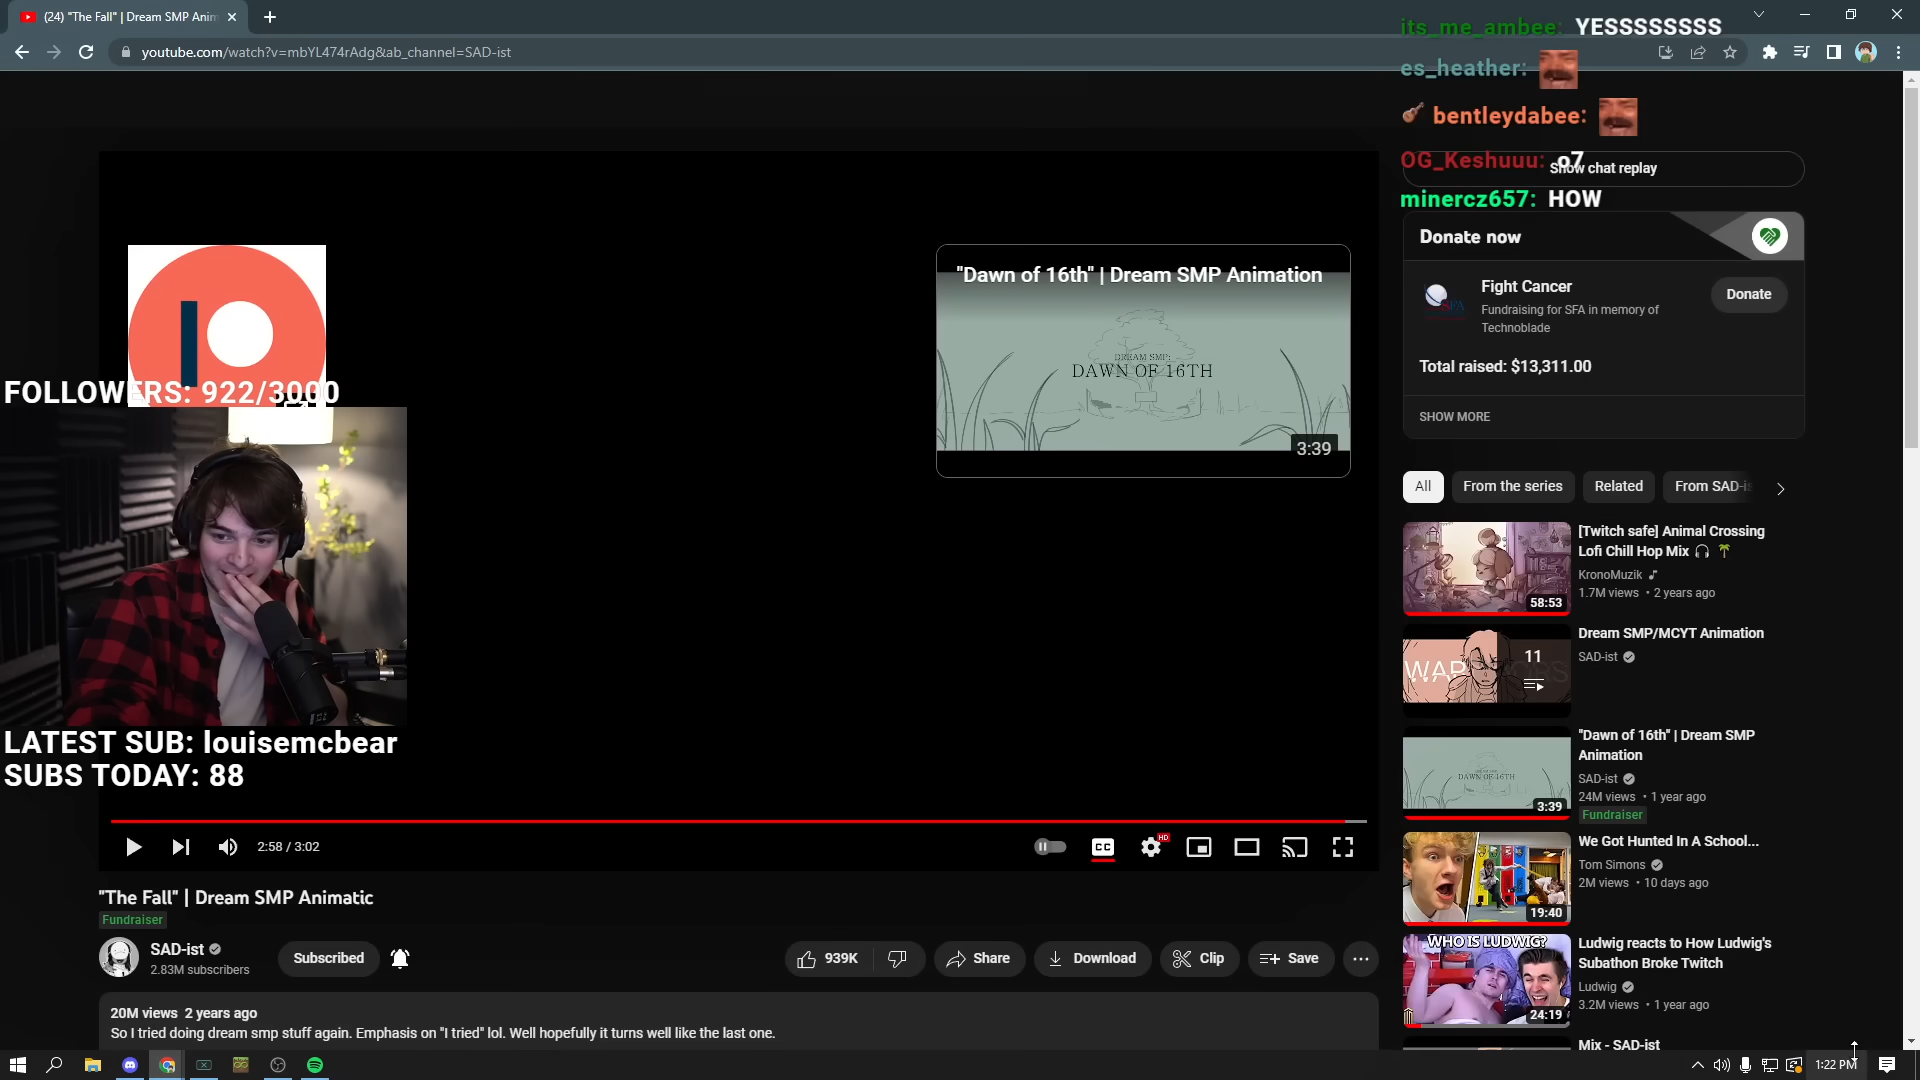 (24) "The Fall" | Dream SMP Anim
youtube.com/watch?v=mbYL474rAdg&ab_channel=SAD-ist
its_me_ambee: YESSSSSSSS
es_heather:
bentleydabee:
OG_Keshuuu: o7
Show chat replay
minercz657: HOW
Donate now
Fight Cancer
Fundraising for SFA in memory of
Technoblade
Donate
Total raised: $13,311.00
SHOW MORE
"Dawn of 16th" | Dream SMP Animation
DREAM SMP:
DAWN OF 16TH
3:39
FOLLOWERS: 922/3000
LATEST SUB: louisemcbear
SUBS TODAY: 88
2:58 / 3:02
CC
HD
"The Fall" | Dream SMP Animatic
Fundraiser
SAD-ist
2.83M subscribers
Subscribed
939K
Share
Download
Clip
Save
20M views 2 years ago
So I tried doing dream smp stuff again. Emphasis on "I tried" lol. Well hopefully it turns well like the last one.
All
From the series
Related
From SAD-is
[Twitch safe] Animal Crossing
Lofi Chill Hop Mix
KronoMuzik
1.7M views • 2 years ago
58:53
Dream SMP/MCYT Animation
SAD-ist
11
"Dawn of 16th" | Dream SMP
Animation
SAD-ist
24M views • 1 year ago
Fundraiser
DAWN OF 16TH
3:39
We Got Hunted In A School...
Tom Simons
2M views • 10 days ago
19:40
WHO IS LUDWIG?
Ludwig reacts to How Ludwig's
Subathon Broke Twitch
Ludwig
3.2M views • 1 year ago
24:19
Mix - SAD-ist
1:22 PM